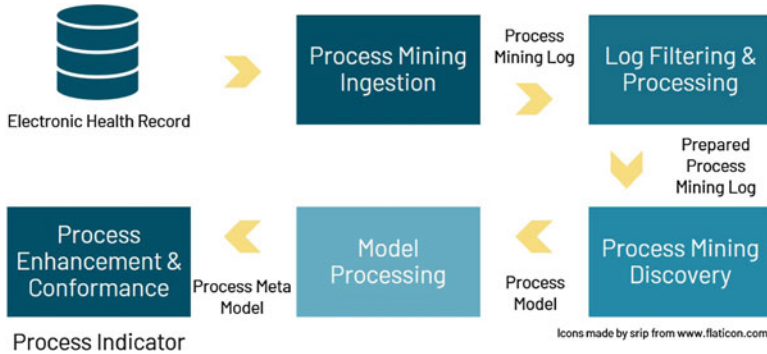 Electronic Health Record
Process Mining
Ingestion
Process
Mining Log
Log Filtering &
Processing
Prepared
Process
Mining Log
Process Mining
Discovery
Process
Model
Model
Processing
Process Meta
Model
Process
Enhancement &
Conformance
Process Indicator
Icons made by srip from www.flaticon.com